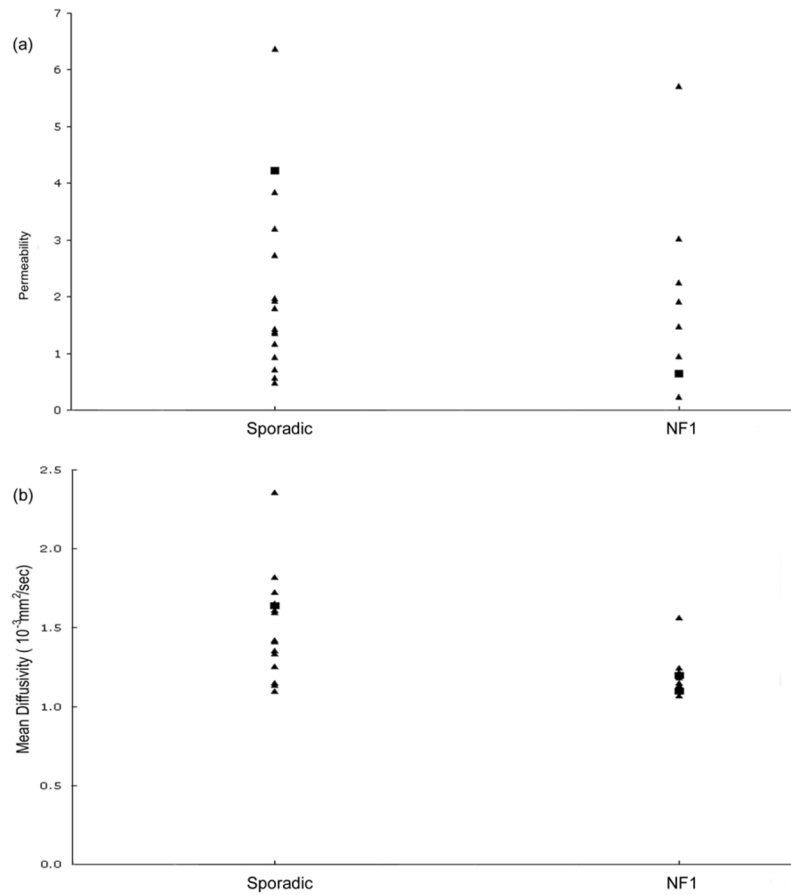 (a)
7
6
5
4
3
2
1
0
Permeability
Sporadic NF1
(b)
2.5
2.0
1.5
1.0
0.5
0.0
Mean Diffusivity ( 10⁻³mm²/sec)
Sporadic NF1